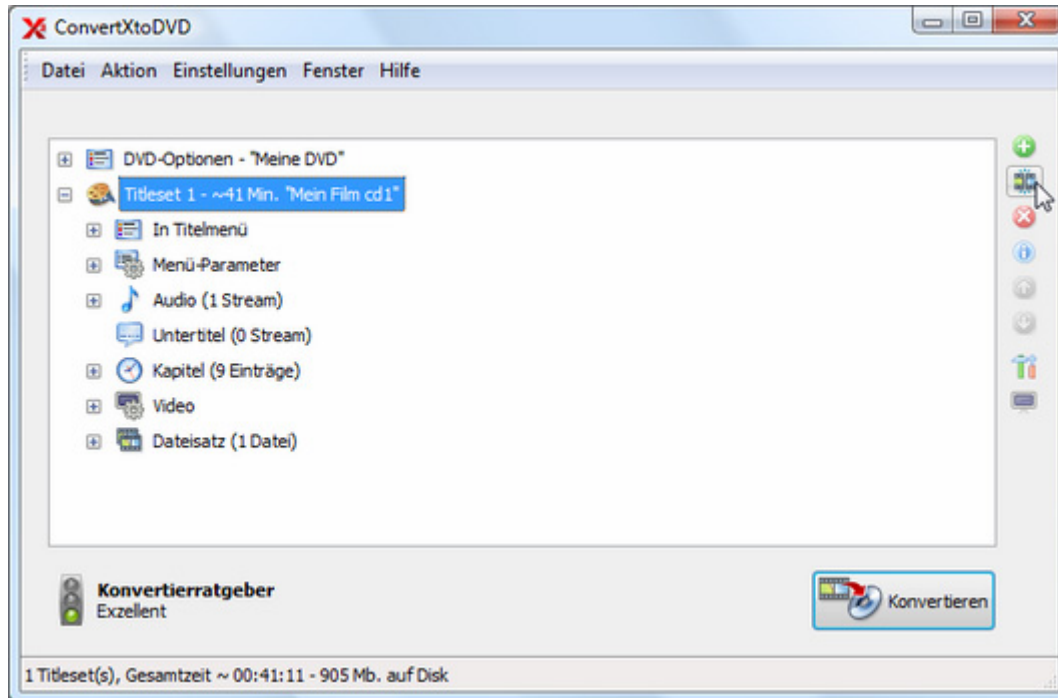 ConvertXtoDVD
Datei Aktion Einstellungen Fenster Hilfe
DVD-Optionen - "Meine DVD"
Titleset 1 - ~41 Min. "Mein Film cd1"
In Titelmenü
Menü-Parameter
Audio (1 Stream)
Untertitel (0 Stream)
Kapitel (9 Einträge)
Video
Dateisatz (1 Datei)
Konvertierratgeber
Exzellent
Konvertieren
1 Titleset(s), Gesamtzeit ~ 00:41:11 - 905 Mb. auf Disk